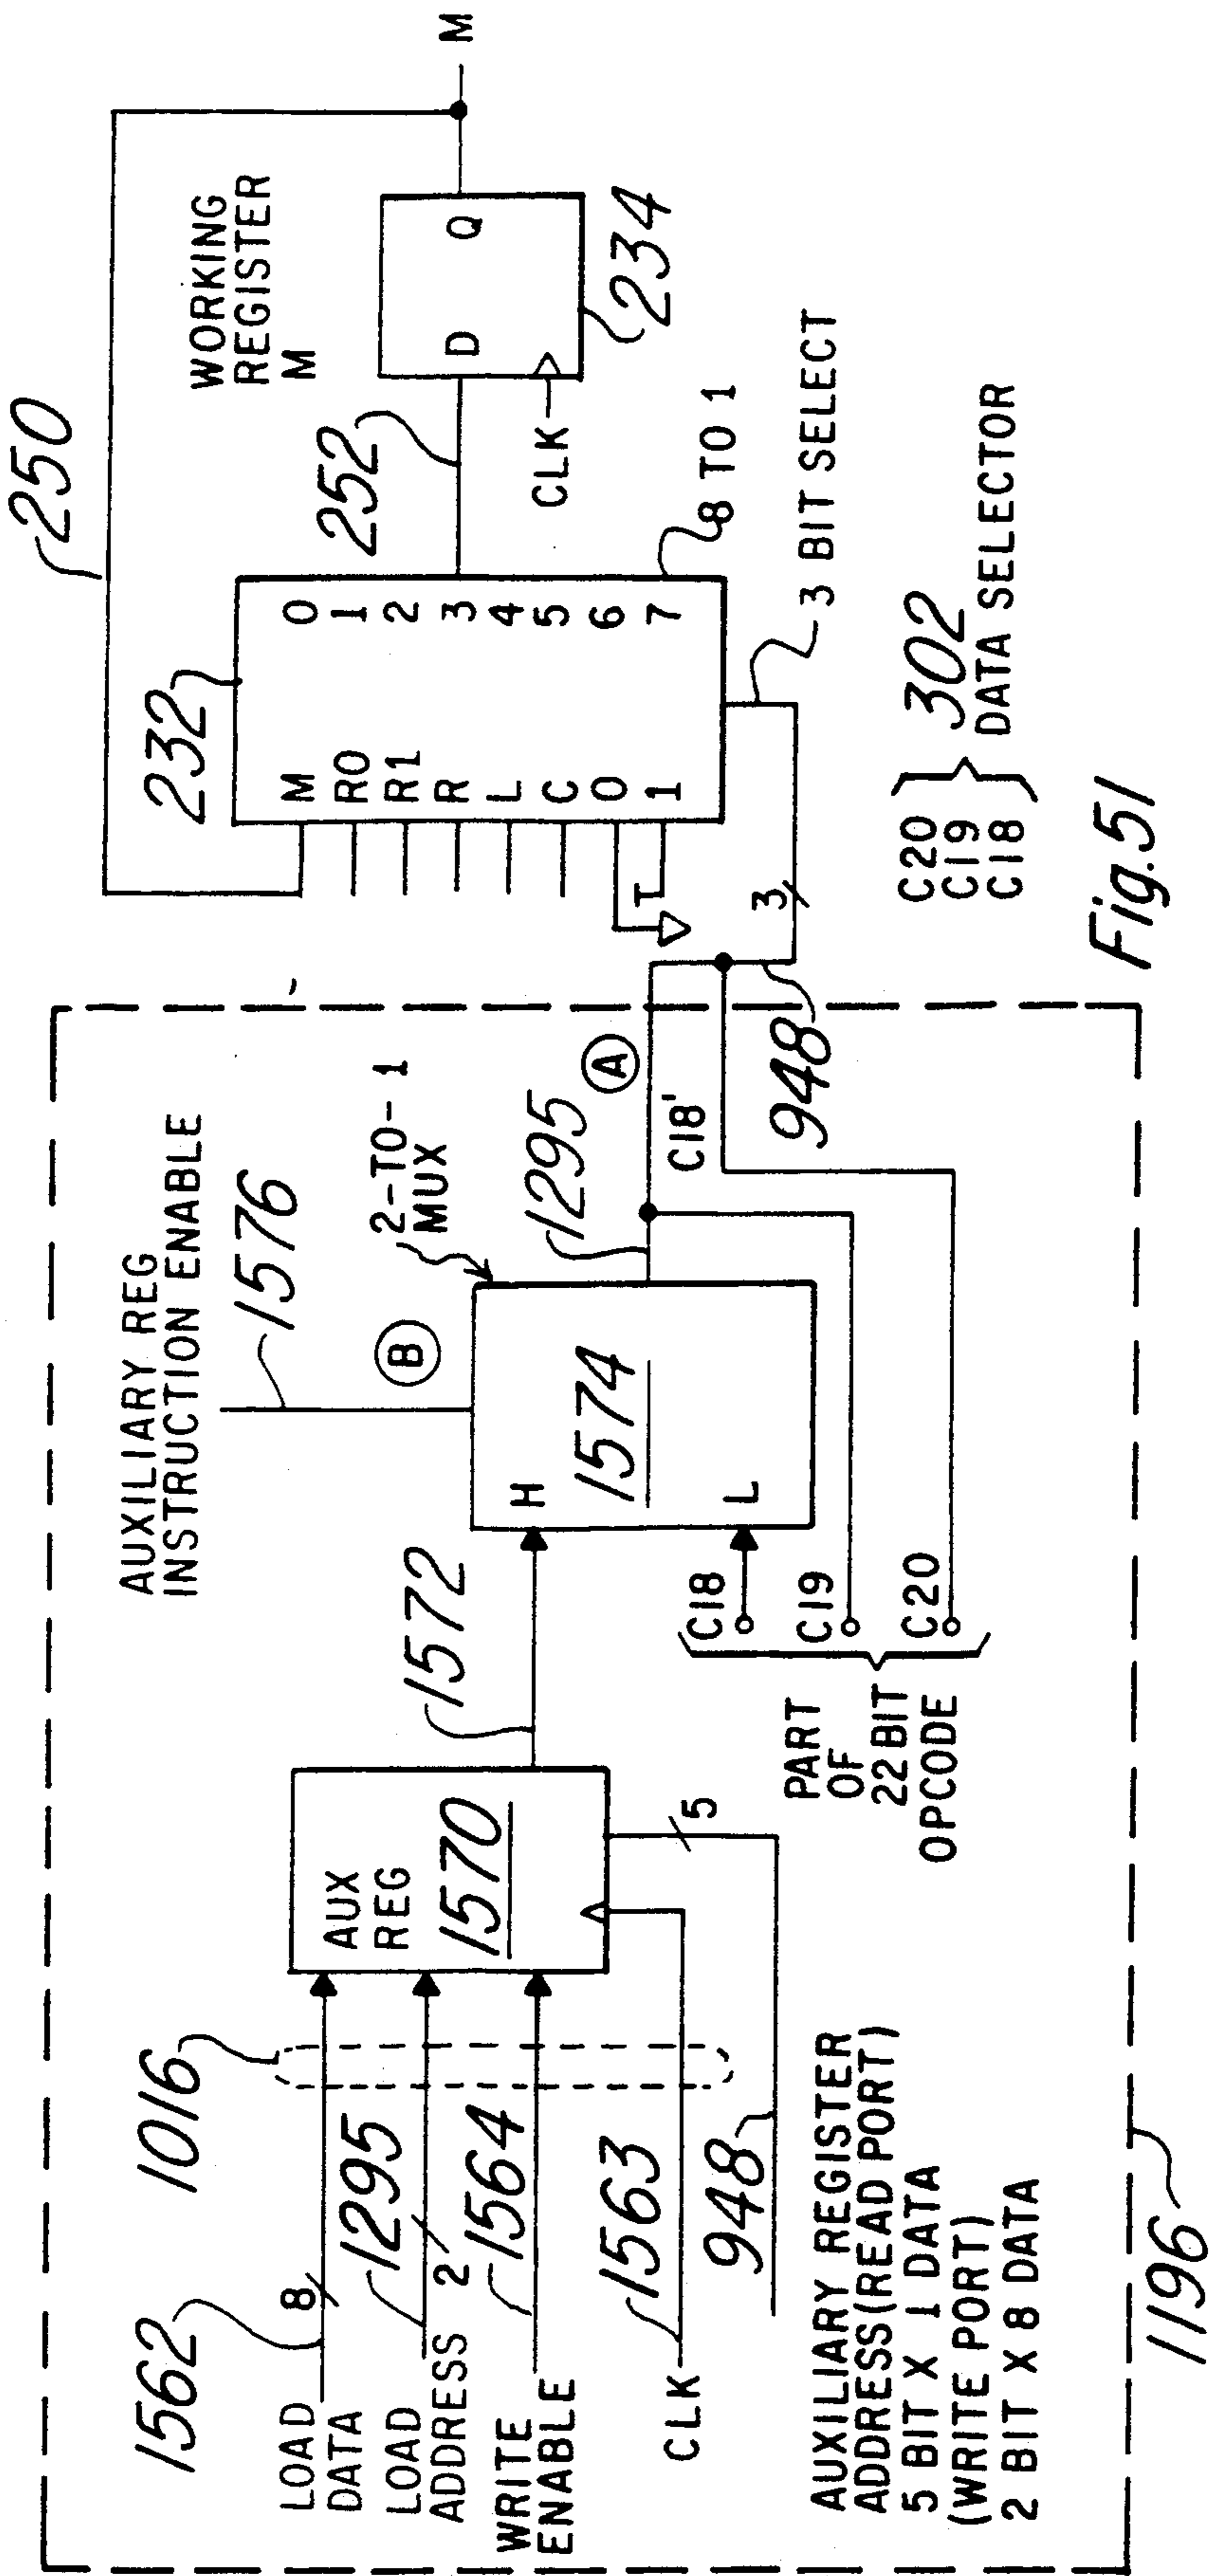 250
232
252
M
RO
R1
R
L
C
O
1
0
1
2
3
4
5
6
7
WORKING
REGISTER
M
D
Q
M
CLK
234
8 TO 1
3 BIT SELECT
3
C20
C19
C18
302
DATA SELECTOR
AUXILIARY REG
INSTRUCTION ENABLE
1576
B
2-TO-1
MUX
1295
A
C18'
948
H
1574
L
1572
C18
C19
C20
PART
OF
22 BIT
OPCODE
AUX
REG
1570
5
1016
1562
8
LOAD
DATA
1295
LOAD
ADDRESS
2
1564
WRITE
ENABLE
1563
CLK
948
AUXILIARY REGISTER
ADDRESS (READ PORT)
5 BIT X 1 DATA
(WRITE PORT)
2 BIT X 8 DATA
1196
Fig. 51